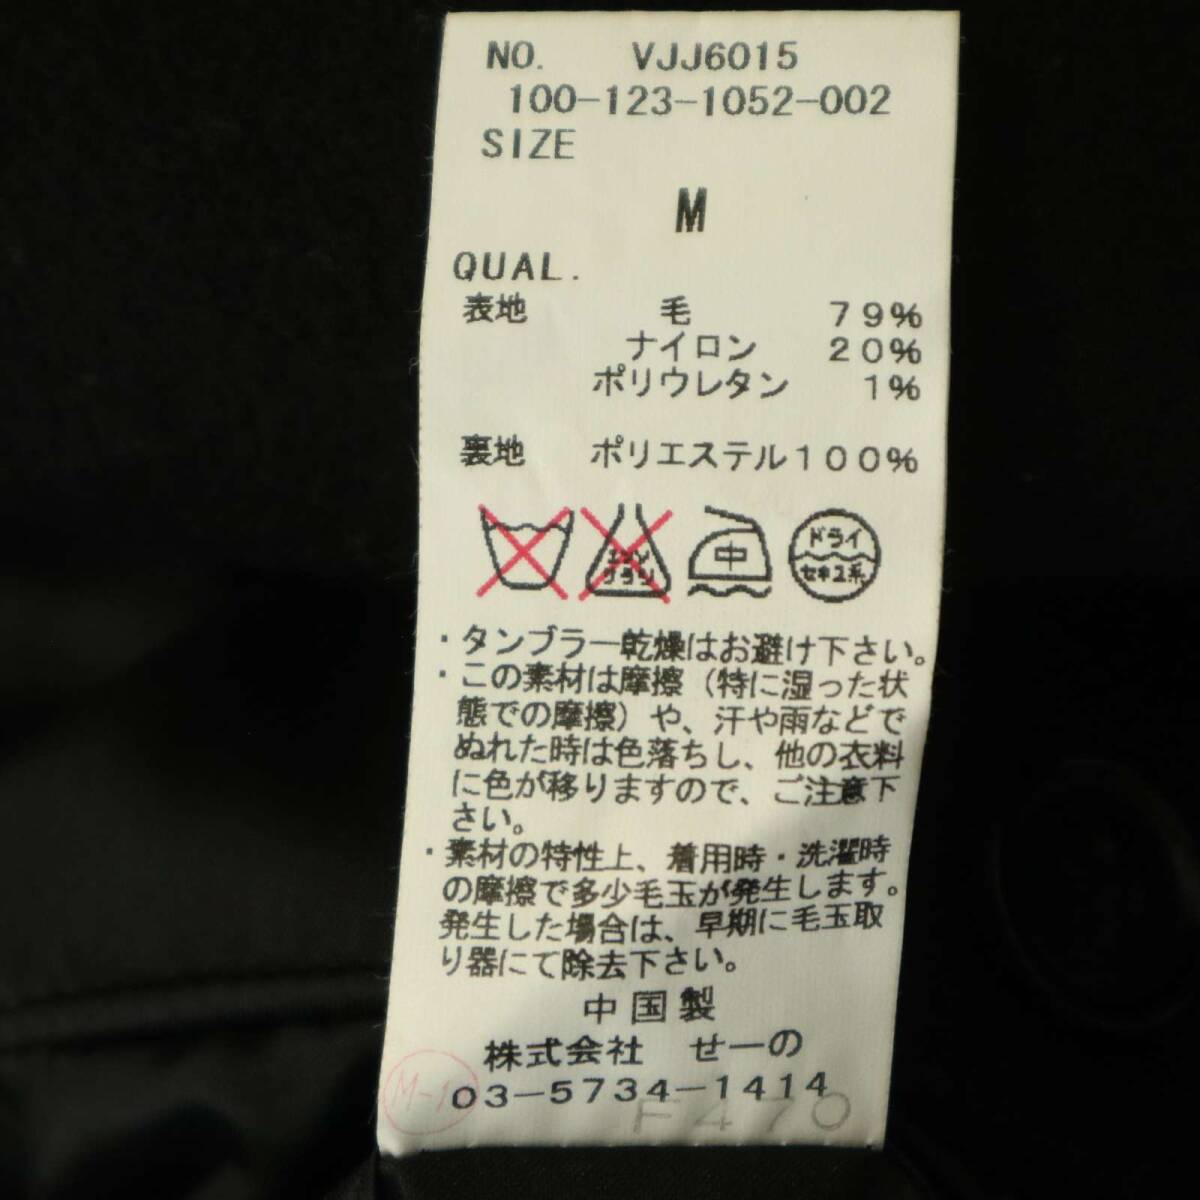 NO. VJJ6015
100-123-1052-002
SIZE
M
QUAL.
表地 毛 79%
ナイロン 20%
ポリウレタン 1%
裏地 ポリエステル100%
エンソ
サラシ
中
ドライ
セキユ系
・タンブラー乾燥はお避け下さい。
・この素材は摩擦（特に湿った状
態での摩擦）や、汗や雨などで
ぬれた時は色落ちし、他の衣料
に色が移りますので、ご注意下
さい。
・素材の特性上、着用時・洗濯時
の摩擦で多少毛玉が発生します。
発生した場合は、早期に毛玉取
り器にて除去下さい。
中国製
株式会社 せーの
03-5734-1414
F470